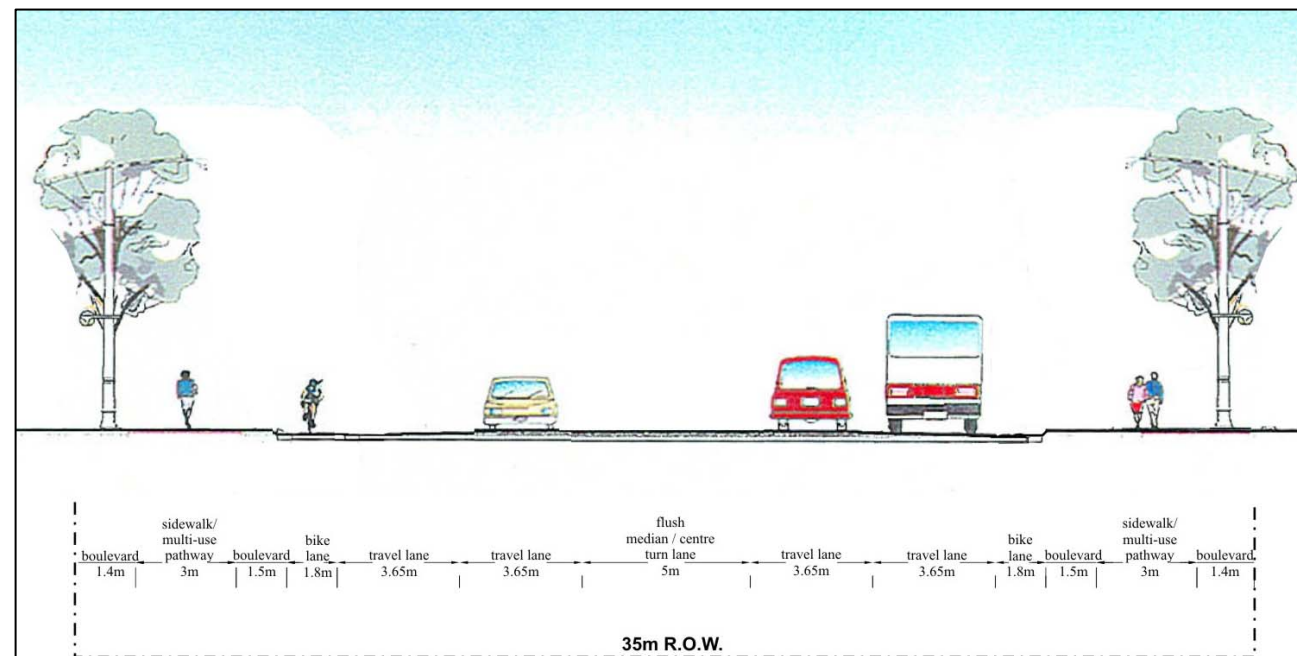 boulevard
1.4m
sidewalk/
multi-use
pathway
3m
boulevard
1.5m
bike
lane
1.8m
travel lane
3.65m
travel lane
3.65m
flush
median / centre
turn lane
5m
travel lane
3.65m
travel lane
3.65m
bike
lane
1.8m
boulevard
1.5m
sidewalk/
multi-use
pathway
3m
boulevard
1.4m
35m R.O.W.